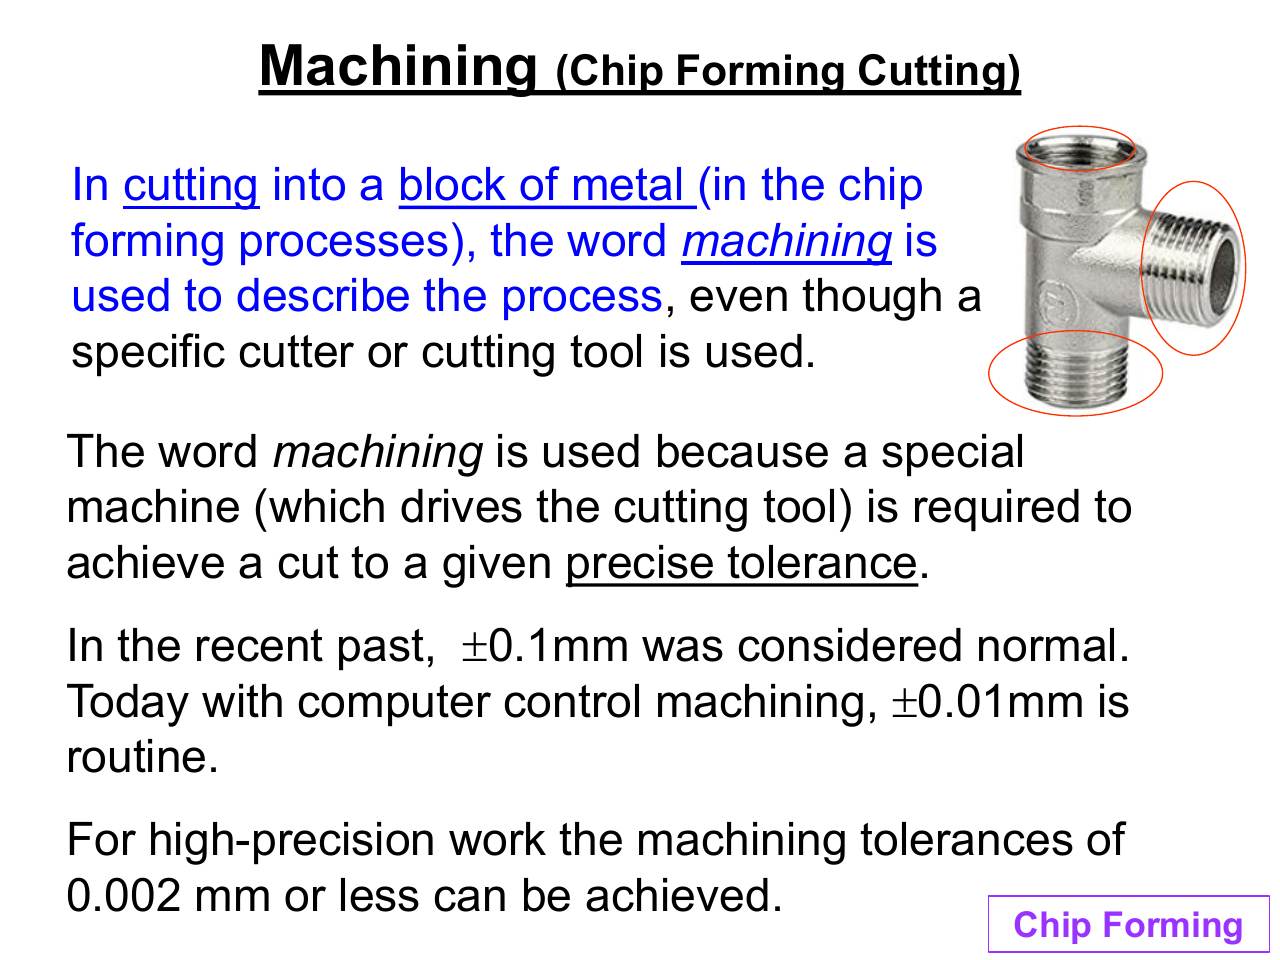 Machining (Chip Forming Cutting)
In cutting into a block of metal (in the chip
forming processes), the word machining is
used to describe the process, even though a
specific cutter or cutting tool is used.
The word machining is used because a special
machine (which drives the cutting tool) is required to
achieve a cut to a given precise tolerance.
In the recent past,  ±0.1mm was considered normal.
Today with computer control machining, ±0.01mm is
routine.
For high-precision work the machining tolerances of
0.002 mm or less can be achieved.
Chip Forming